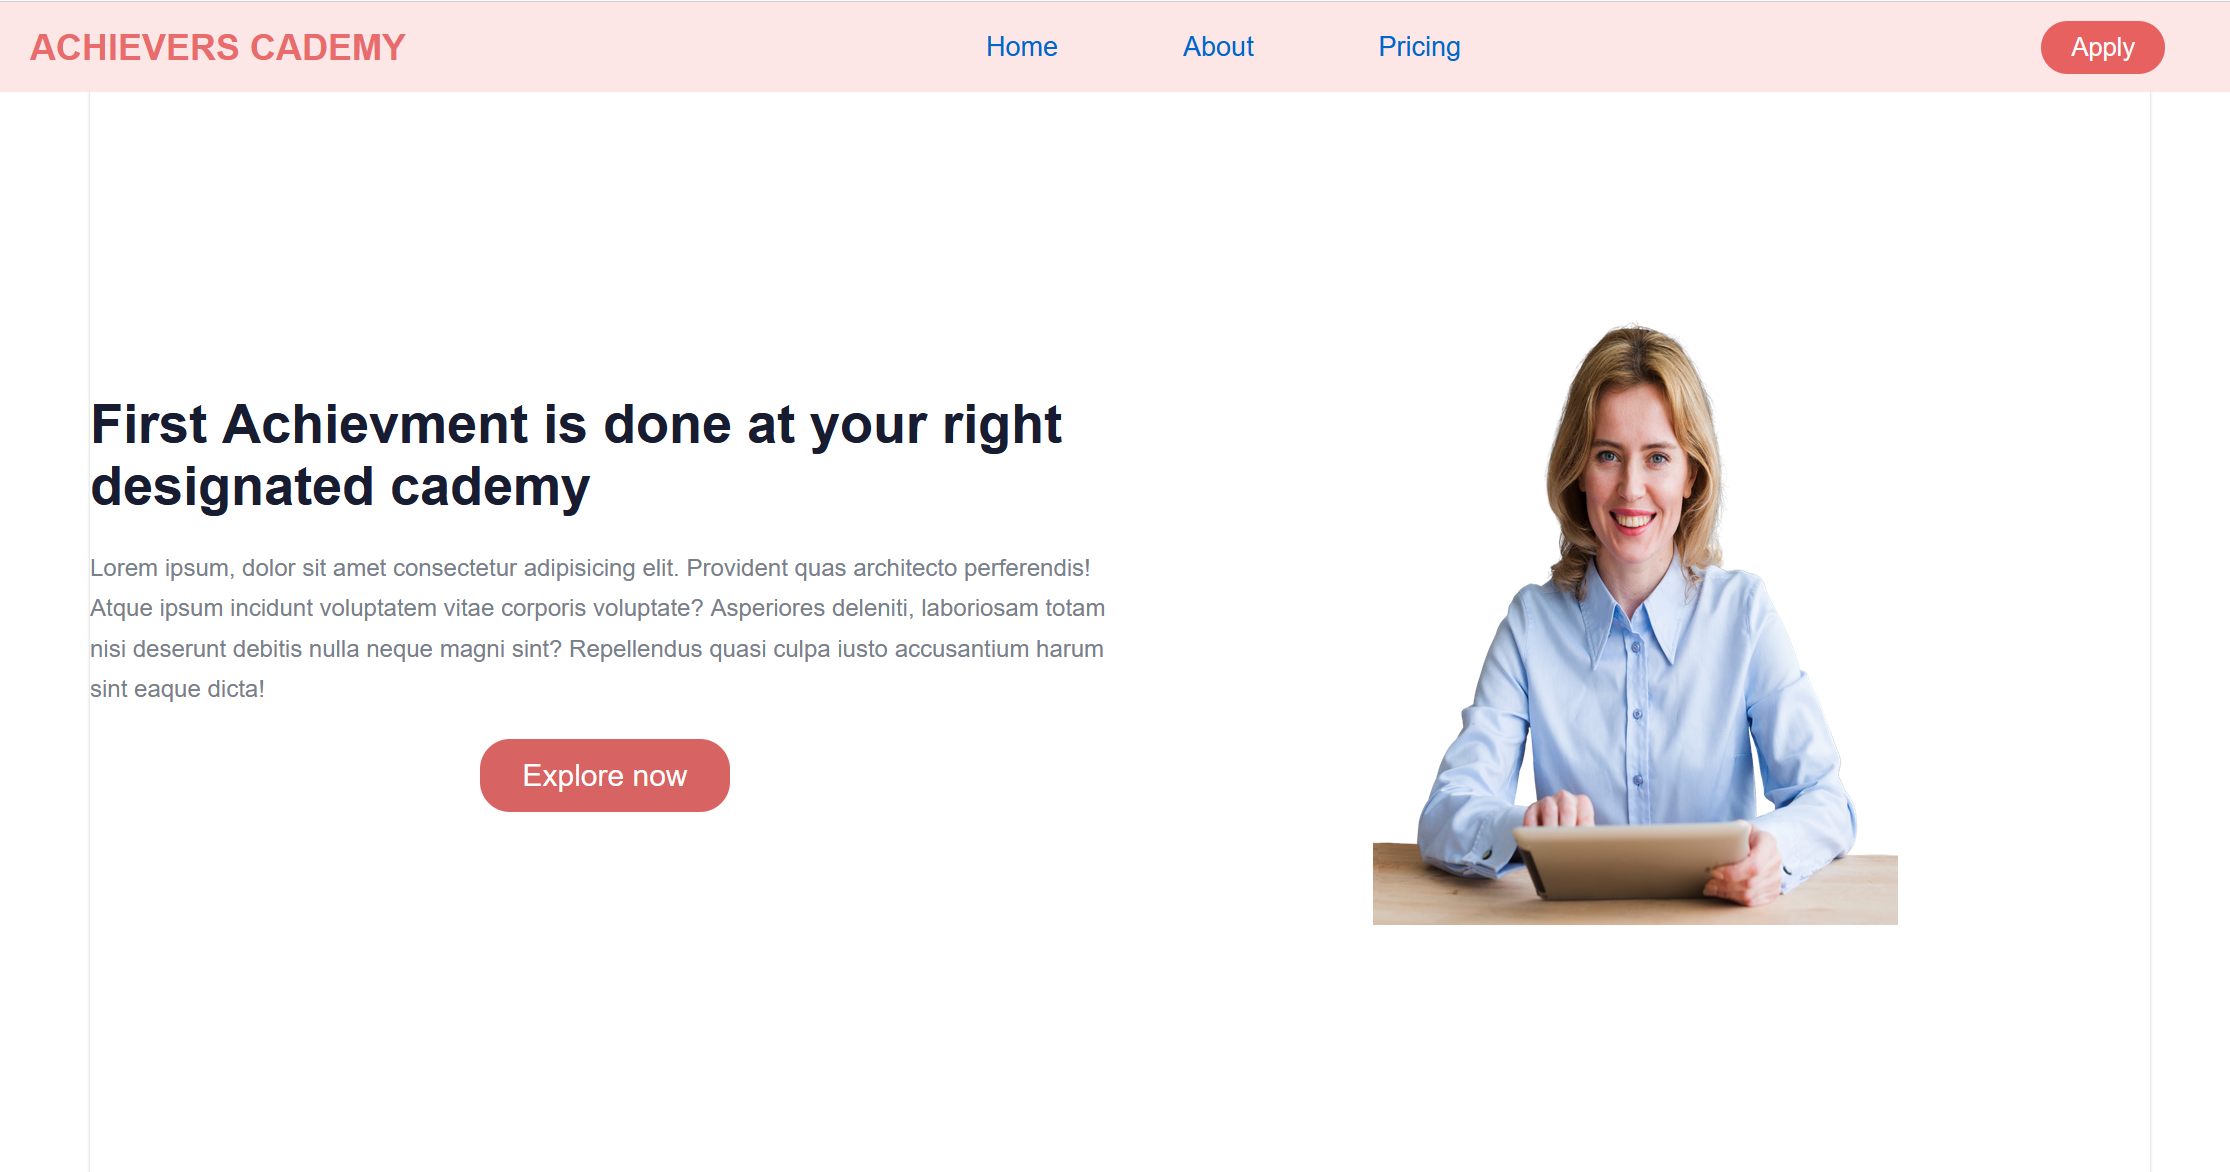 ACHIEVERS CADEMY
Home About Pricing
Apply
First Achievment is done at your right
designated cademy
Lorem ipsum, dolor sit amet consectetur adipisicing elit. Provident quas architecto perferendis!
Atque ipsum incidunt voluptatem vitae corporis voluptate? Asperiores deleniti, laboriosam totam
nisi deserunt debitis nulla neque magni sint? Repellendus quasi culpa iusto accusantium harum
sint eaque dicta!
Explore now